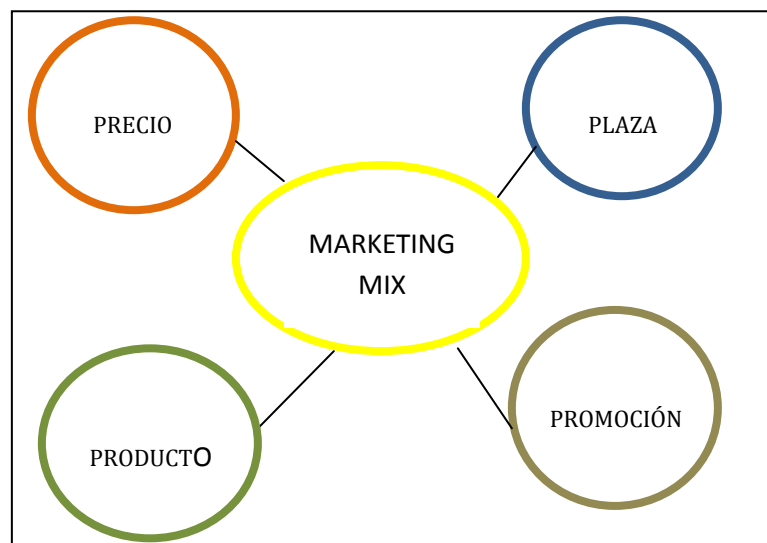 PRECIO
PLAZA
MARKETING
MIX
PRODUCTO
PROMOCIÓN